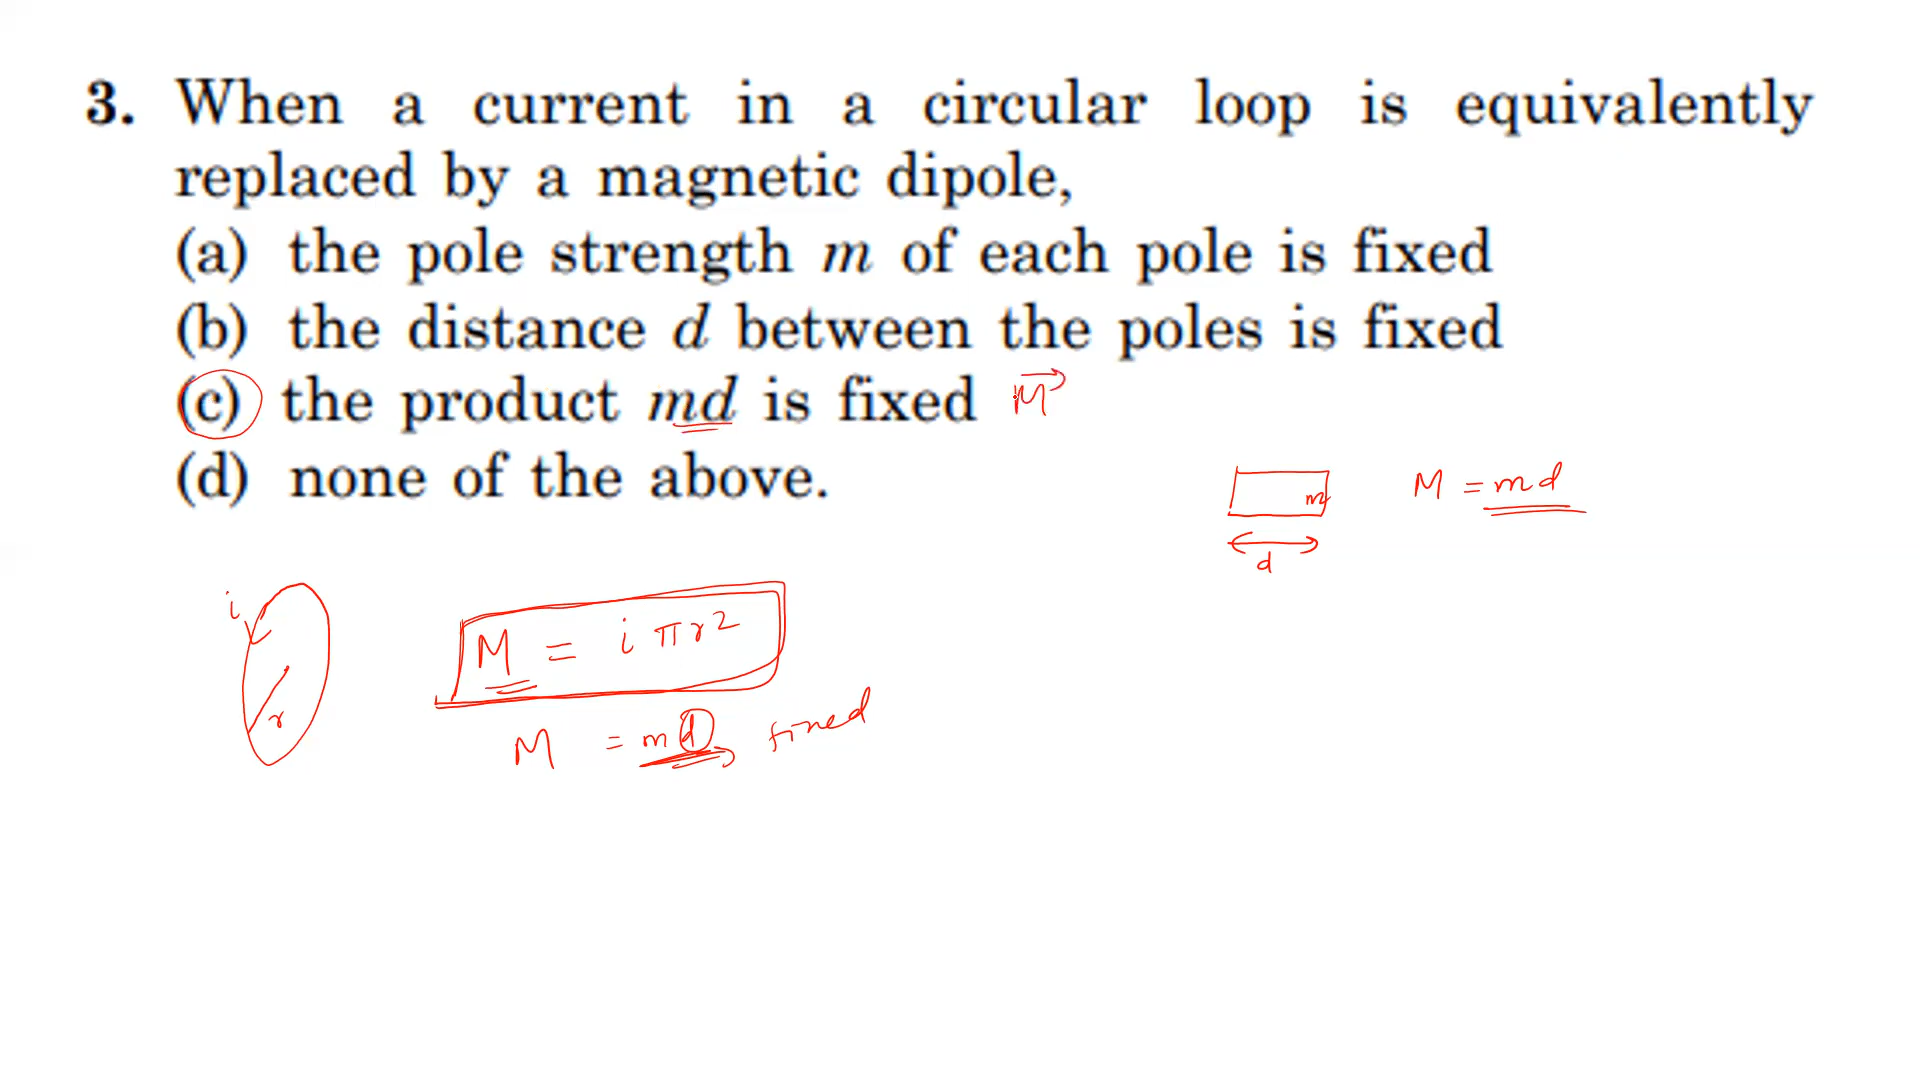 3. When a current in a circular loop is equivalently
replaced by a magnetic dipole,
(a) the pole strength m of each pole is fixed
(b) the distance d between the poles is fixed
(c) the product md is fixed M⃗
(d) none of the above.
m M = md
d
i
r
M = i π r²
M = md fixed